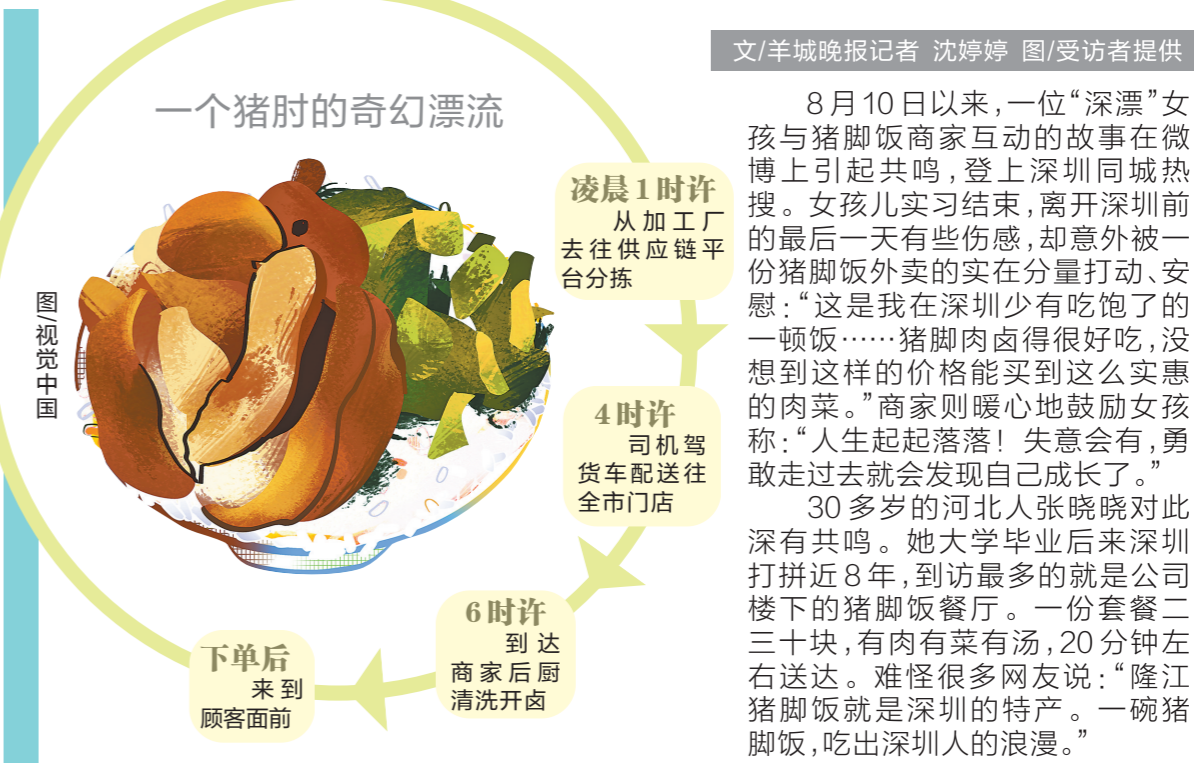 一个猪肘的奇幻漂流
图/视觉中国
凌晨1时许
从加工厂
去往供应链平
台分拣
4时许
司机驾
货车配送往
全市门店
6时许
到达
商家后厨
清洗开卤
下单后
来到
顾客面前
文/羊城晚报记者 沈婷婷 图/受访者提供
8月10日以来,一位“深漂”女
孩与猪脚饭商家互动的故事在微
博上引起共鸣,登上深圳同城热
搜。女孩儿实习结束,离开深圳前
的最后一天有些伤感,却意外被一
份猪脚饭外卖的实在分量打动、安
慰:“这是我在深圳少有吃饱了的
一顿饭……猪脚肉卤得很好吃,没
想到这样的价格能买到这么实惠
的肉菜。”商家则暖心地鼓励女孩
称:“人生起起落落！失意会有,勇
敢走过去就会发现自己成长了。”
30多岁的河北人张晓晓对此
深有共鸣。她大学毕业后来深圳
打拼近8年,到访最多的就是公司
楼下的猪脚饭餐厅。一份套餐二
三十块,有肉有菜有汤,20分钟左
右送达。难怪很多网友说:“隆江
猪脚饭就是深圳的特产。一碗猪
脚饭,吃出深圳人的浪漫。”